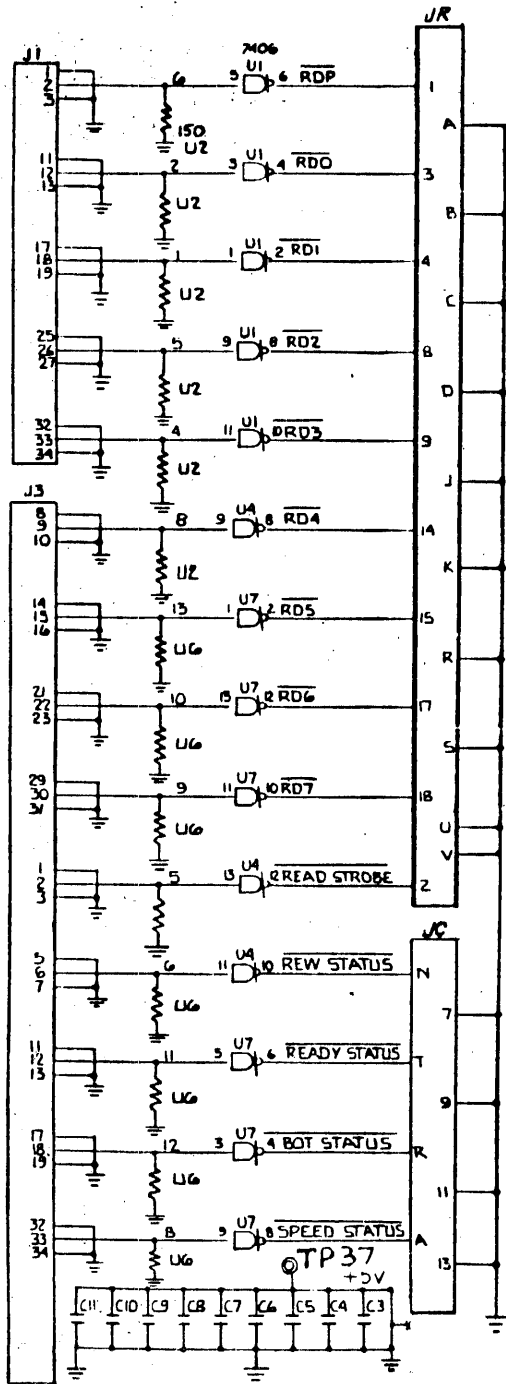 JR
7406
J1
U1
1
2
3
6
5
6
RDP
1
150
U2
A
11
12
13
2
U1
3
4
RD0
3
U2
B
17
18
19
1
U1
1
2
RD1
4
U2
C
25
26
27
5
U1
9
8
RD2
8
U2
D
32
33
34
4
U1
11
10
RD3
9
U2
J
J3
8
9
10
8
U4
9
8
RD4
14
U2
K
14
15
16
13
U7
1
2
RD5
15
U6
R
21
22
23
10
U7
13
12
RD6
17
U6
S
29
30
31
9
U7
11
10
RD7
18
U6
U
V
1
2
3
5
U4
13
12
READ STROBE
2
JC
5
6
7
6
U4
11
10
REW STATUS
N
U6
7
11
12
13
11
U7
5
6
READY STATUS
T
U6
9
17
18
19
12
U7
3
4
BOT STATUS
R
U6
11
32
33
34
8
U7
9
8
SPEED STATUS
A
U6
TP37
+5V
13
C11 C10 C9 C8 C7 C6 C5 C4 C3